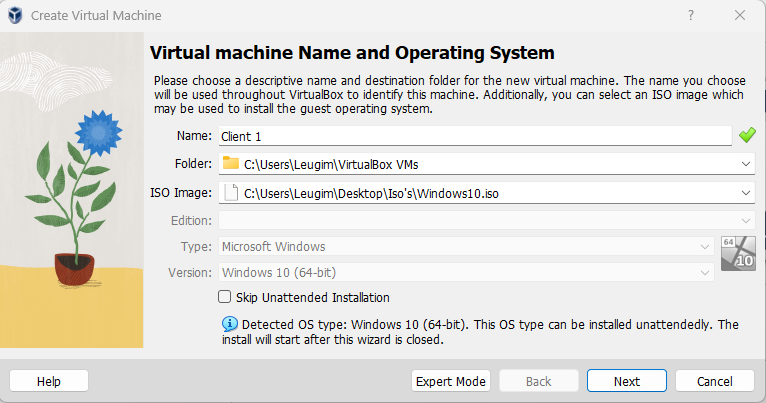 Create Virtual Machine
?
Virtual machine Name and Operating System
Please choose a descriptive name and destination folder for the new virtual machine. The name you choose
will be used throughout VirtualBox to identify this machine. Additionally, you can select an ISO image which
may be used to install the guest operating system.
Name: Client 1
Folder: C:\Users\Leugim\VirtualBox VMs
ISO Image: C:\Users\Leugim\Desktop\Iso's\Windows10.iso
Edition:
Type: Microsoft Windows
64
10
Version: Windows 10 (64-bit)
Skip Unattended Installation
Detected OS type: Windows 10 (64-bit). This OS type can be installed unattendedly. The
install will start after this wizard is closed.
Help Expert Mode Back Next Cancel